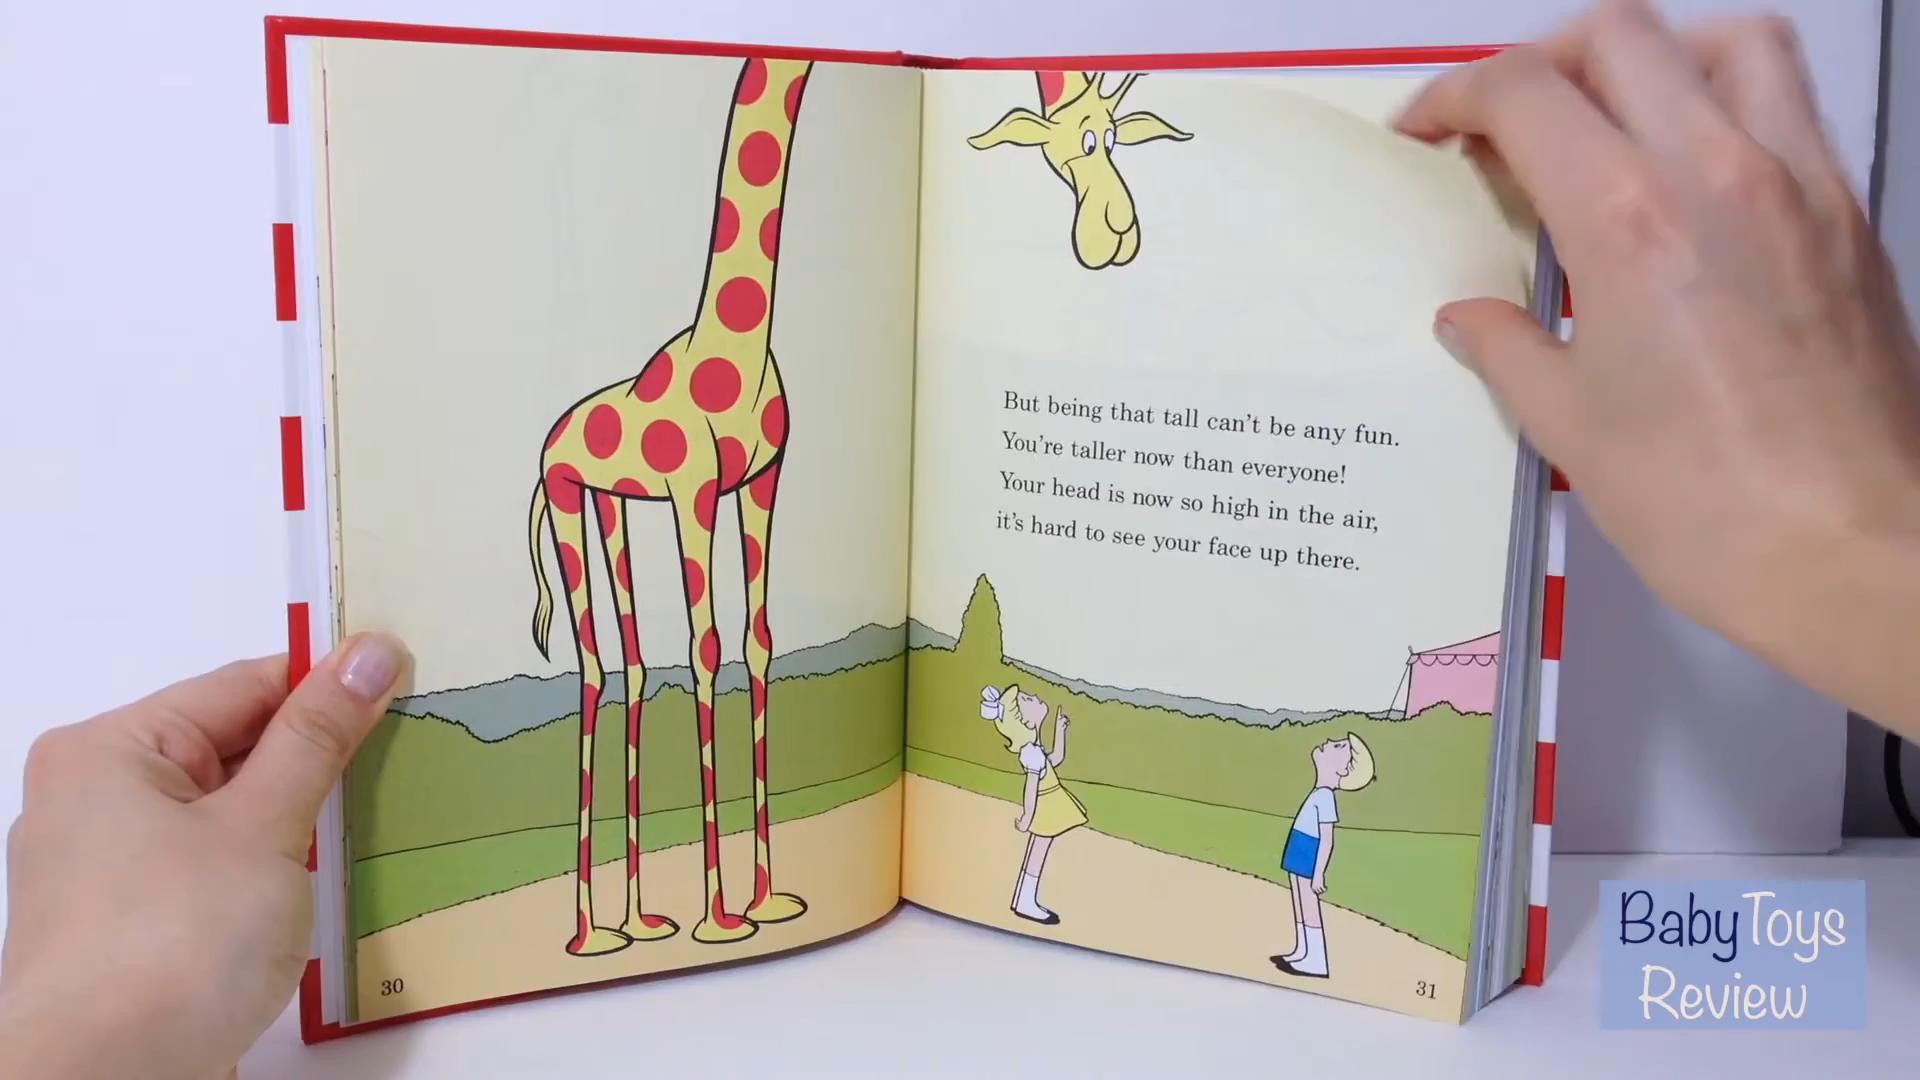 But being that tall can't be any fun.
You're taller now than everyone!
Your head is now so high in the air,
it's hard to see your face up there.
30
31
BabyToys
Review